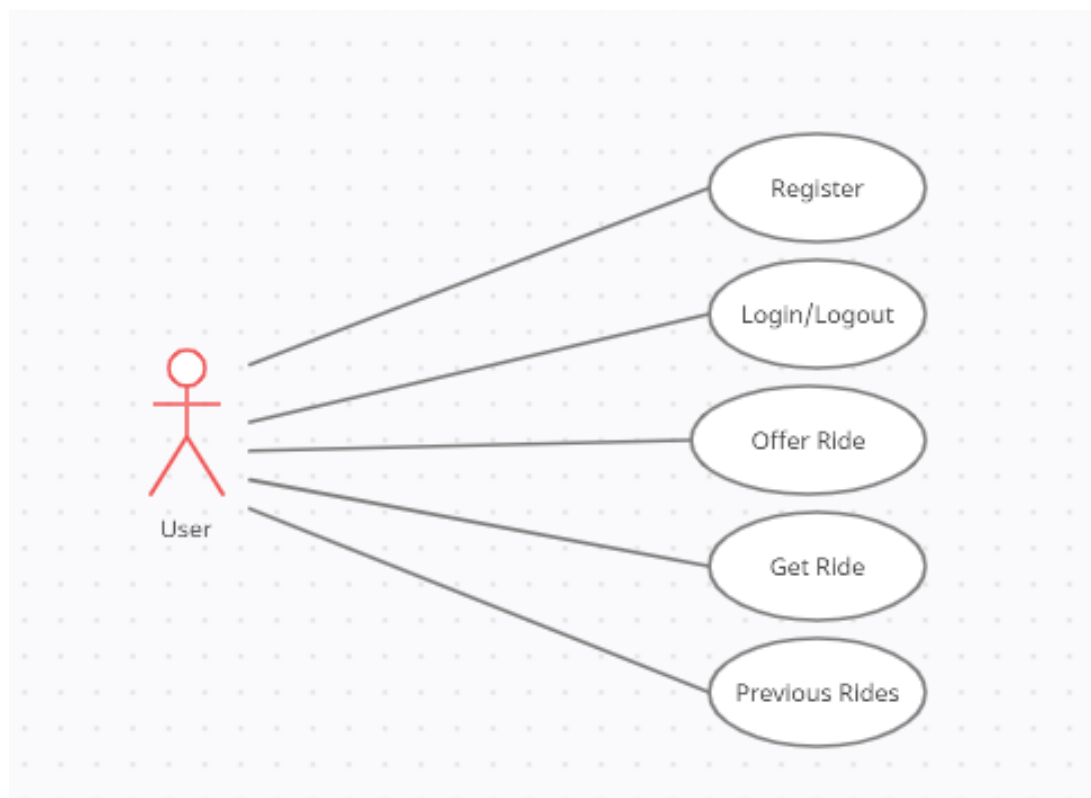 Register
Login/Logout
Offer Ride
User
Get Ride
Previous Rides